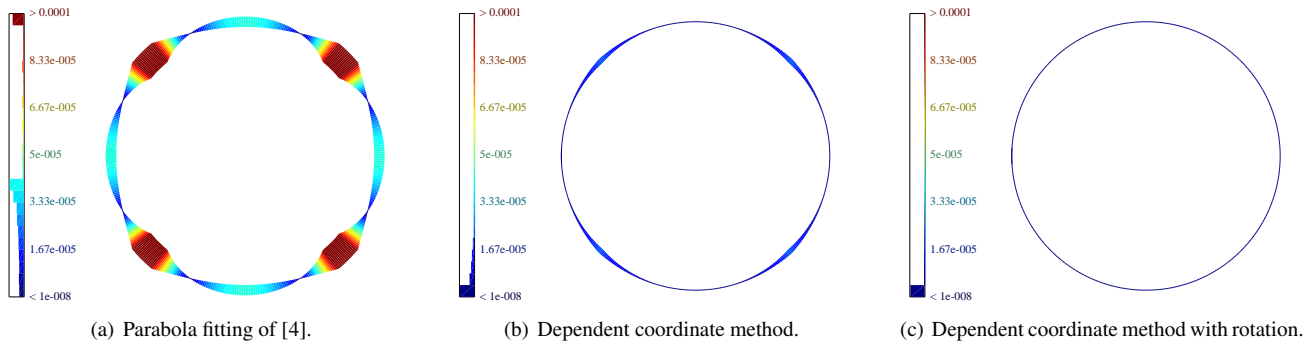 > 0.0001
8.33e-005
6.67e-005
5e-005
3.33e-005
1.67e-005
< 1e-008
(a) Parabola fitting of [4].
> 0.0001
8.33e-005
6.67e-005
5e-005
3.33e-005
1.67e-005
< 1e-008
(b) Dependent coordinate method.
> 0.0001
8.33e-005
6.67e-005
5e-005
3.33e-005
1.67e-005
< 1e-008
(c) Dependent coordinate method with rotation.